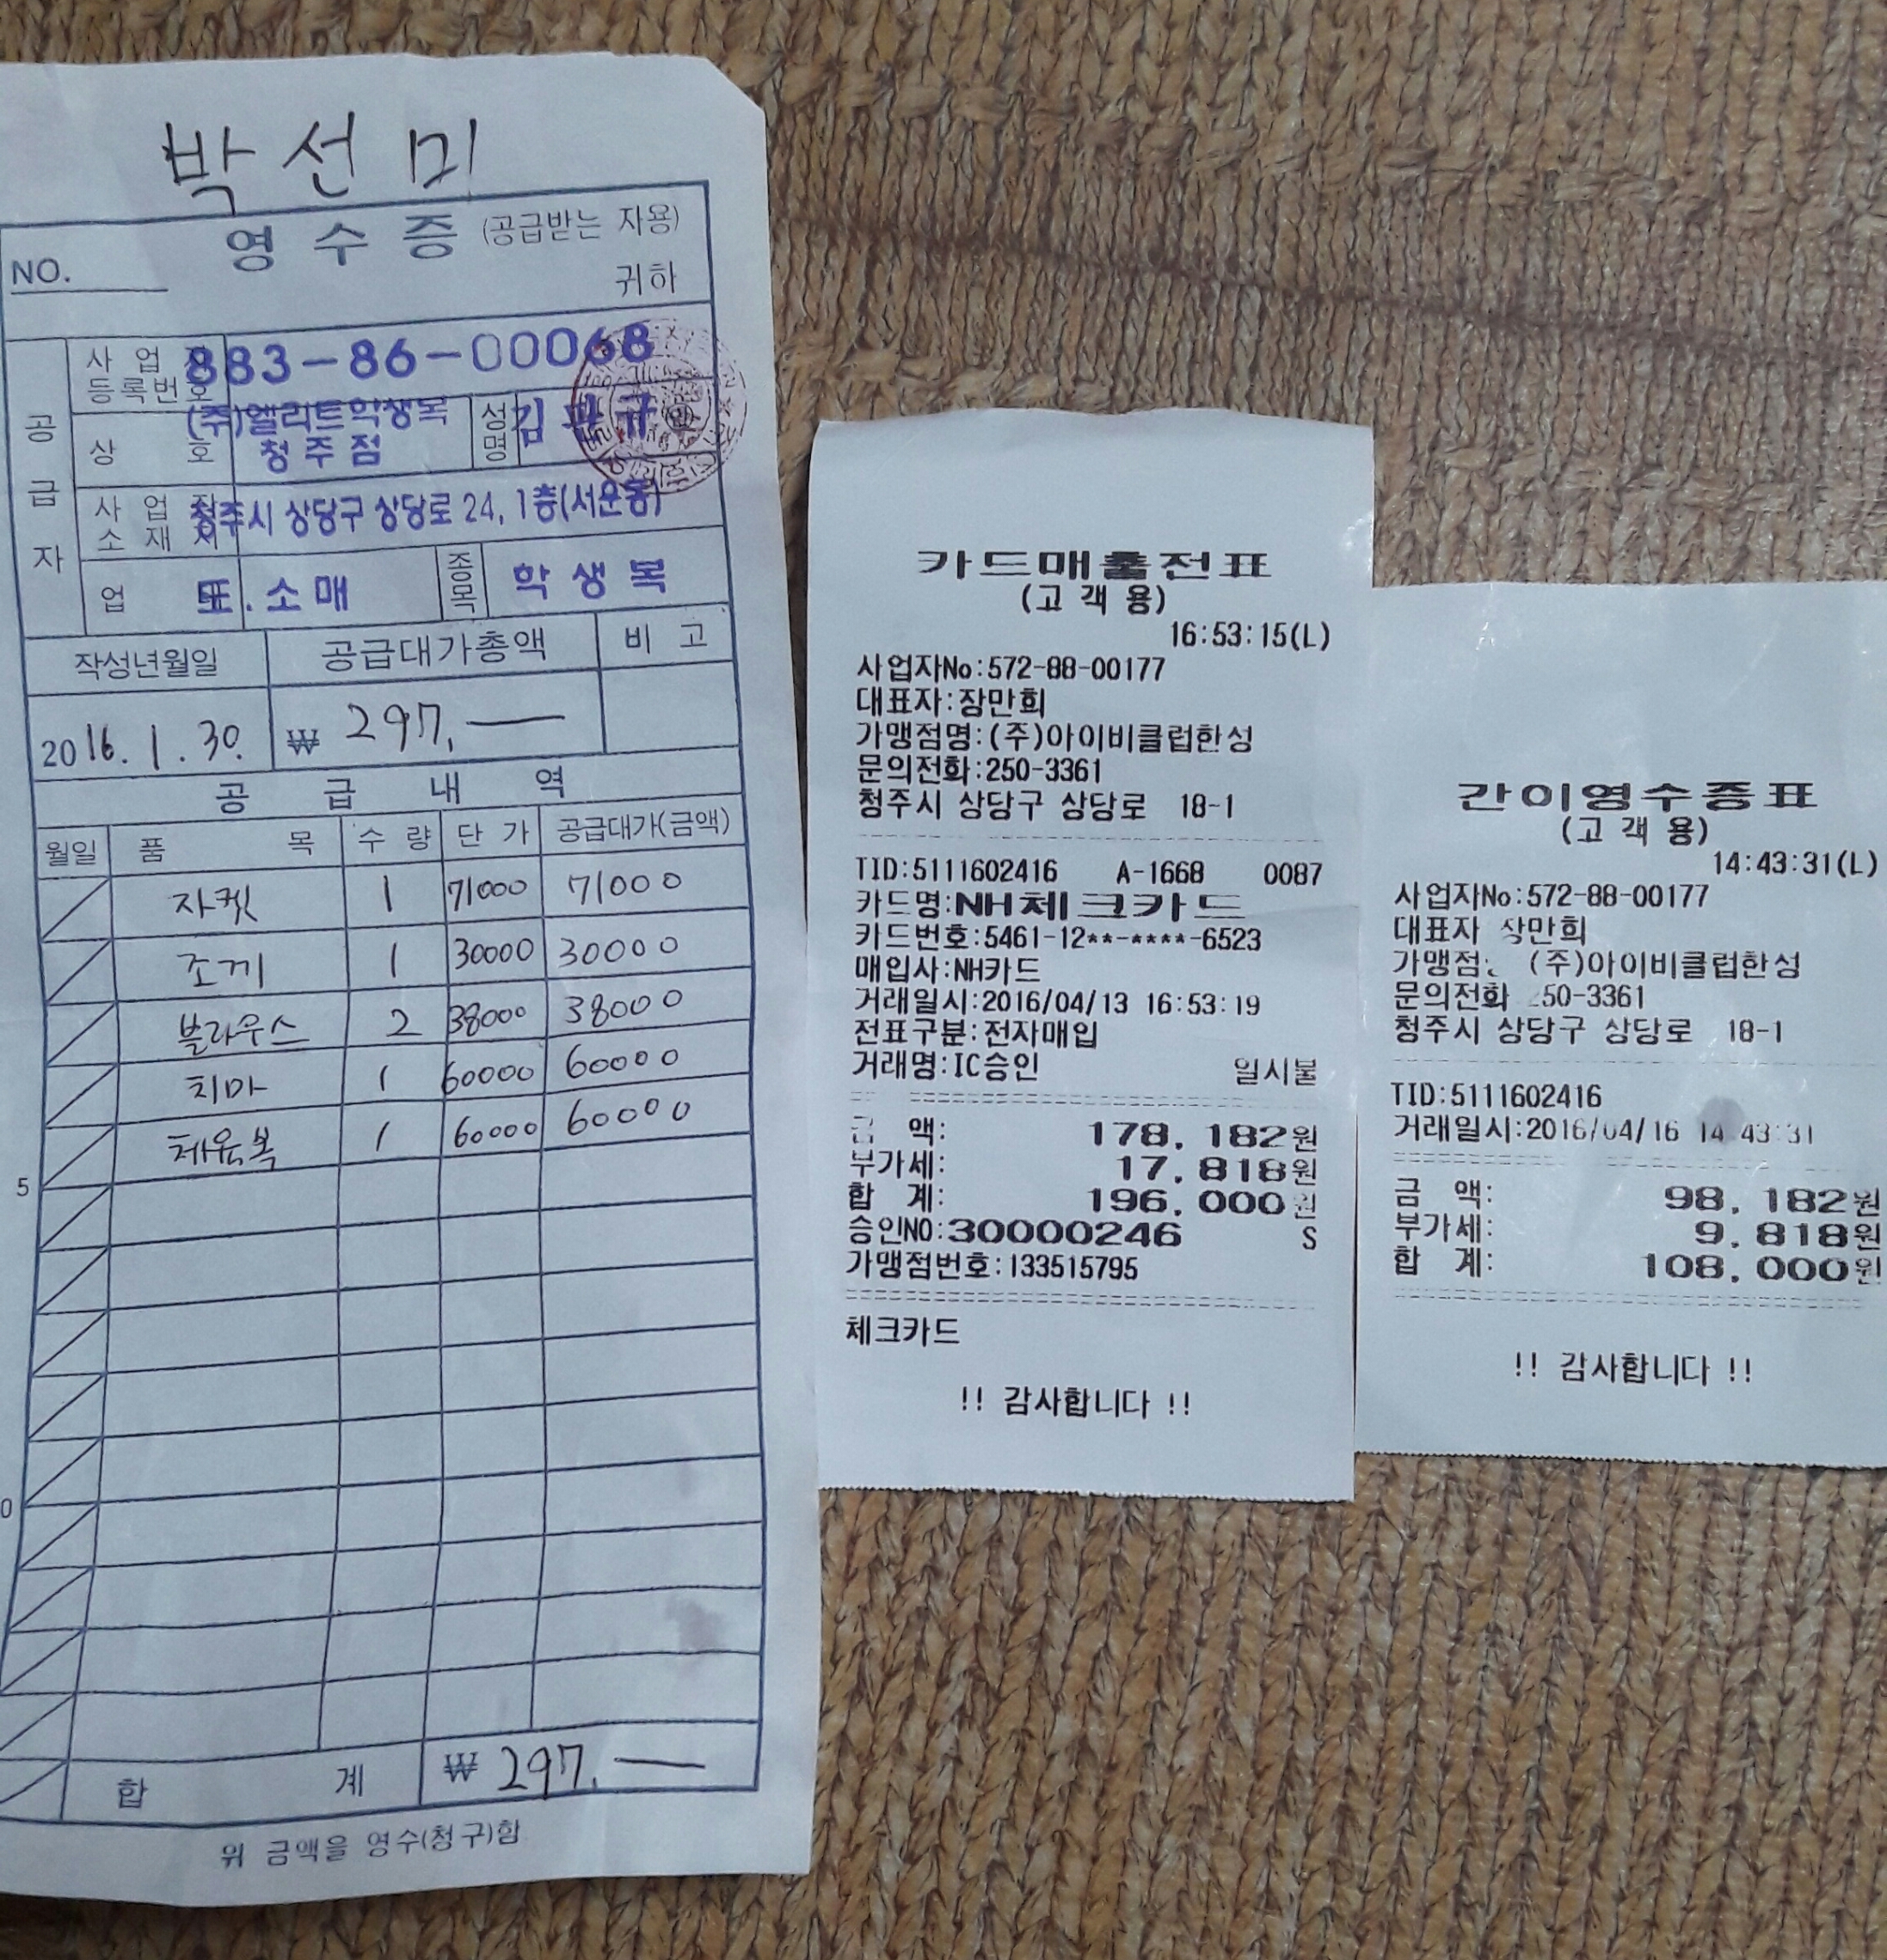 박선미
영수증 (공급받는 자용)
NO. 귀하
공급자
사업자등록번호 883-86-00068
상호 (주)엘리트학생복 청주점 성명 김관규
사업장소재지 청주시 상당구 상당로 24, 1층(서운동)
업 도.소매 종목 학생복
작성년월일 공급대가총액 비고
2016. 1. 30. ₩ 297,—
공급내역
월일 품목 수량 단가 공급대가(금액)
자켓 1 71000 71000
조끼 1 30000 30000
블라우스 2 38000 38000
치마 1 60000 60000
체육복 1 60000 60000
5
0
합계 ₩ 297,—
위 금액을 영수(청구)함
카드매출전표
(고객용)
16:53:15(L)
사업자No:572-88-00177
대표자:장만희
가맹점명:(주)아이비클럽한성
문의전화:250-3361
청주시 상당구 상당로 18-1
TID:5111602416 A-1668 0087
카드명:NH체크카드
카드번호:5461-12**-****-6523
매입사:NH카드
거래일시:2016/04/13 16:53:19
전표구분:전자매입
거래명:IC승인 일시불
금 액: 178,182원
부가세: 17,818원
합 계: 196,000원
승인NO:30000246 S
가맹점번호:133515795
체크카드
!! 감사합니다 !!
간이영수증표
(고객용)
14:43:31(L)
사업자No:572-88-00177
대표자 장만희
가맹점: (주)아이비클럽한성
문의전화 250-3361
청주시 상당구 상당로 18-1
TID:5111602416
거래일시:2016/04/16 14:43:31
금 액: 98,182원
부가세: 9,818원
합 계: 108,000원
!! 감사합니다 !!